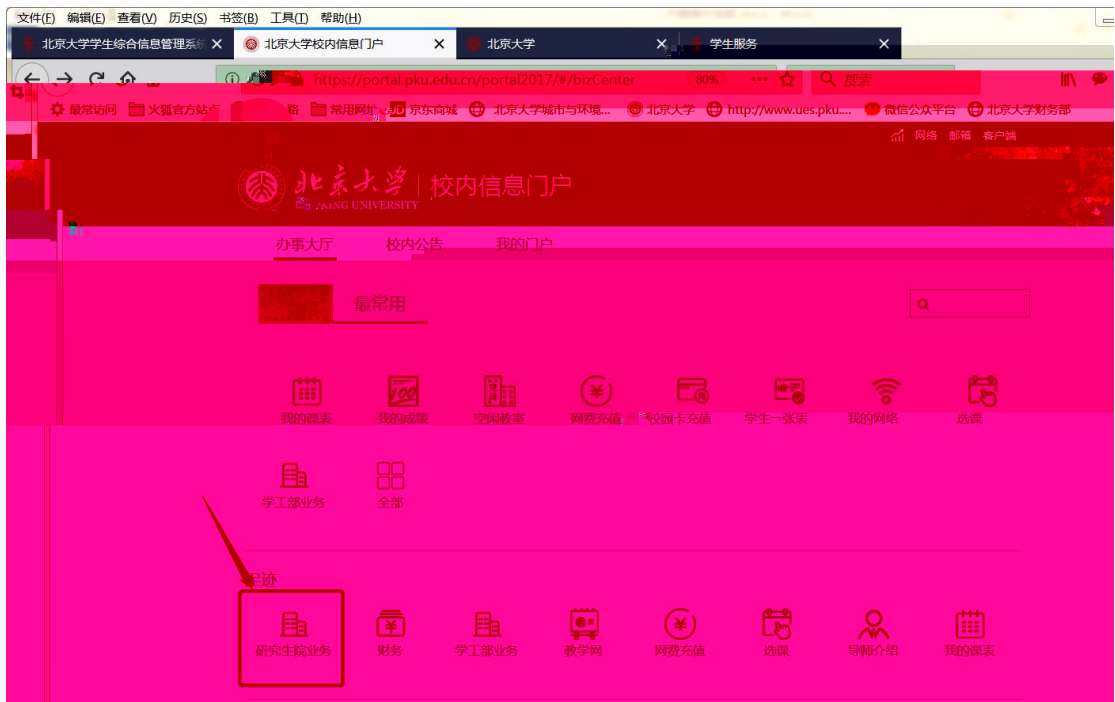 文件(F) 编辑(E) 查看(V) 历史(S) 书签(B) 工具(T) 帮助(H)
北京大学学生综合信息管理系统 北京大学校内信息门户 北京大学 学生服务
https://portal.pku.edu.cn/portal2017/#/bizCenter 80% 搜索
最常访问 火狐官方站点 常用网址 JD 京东商城 北京大学城市与环境... 北京大学 http://www.ues.pku.... 微信公众平台 北京大学财务部
网络 邮箱 客户端
北京大学 校内信息门户
UNIVERSITY
办事大厅 校内公告 我的门户
最常用
我的课表 我的成绩 空闲教室 网费充值 校园卡充值 学生一张表 我的网络 选课
学工部业务 全部
足迹
研究生院业务 财务 学工部业务 教学网 网费充值 选课 导师介绍 我的课表